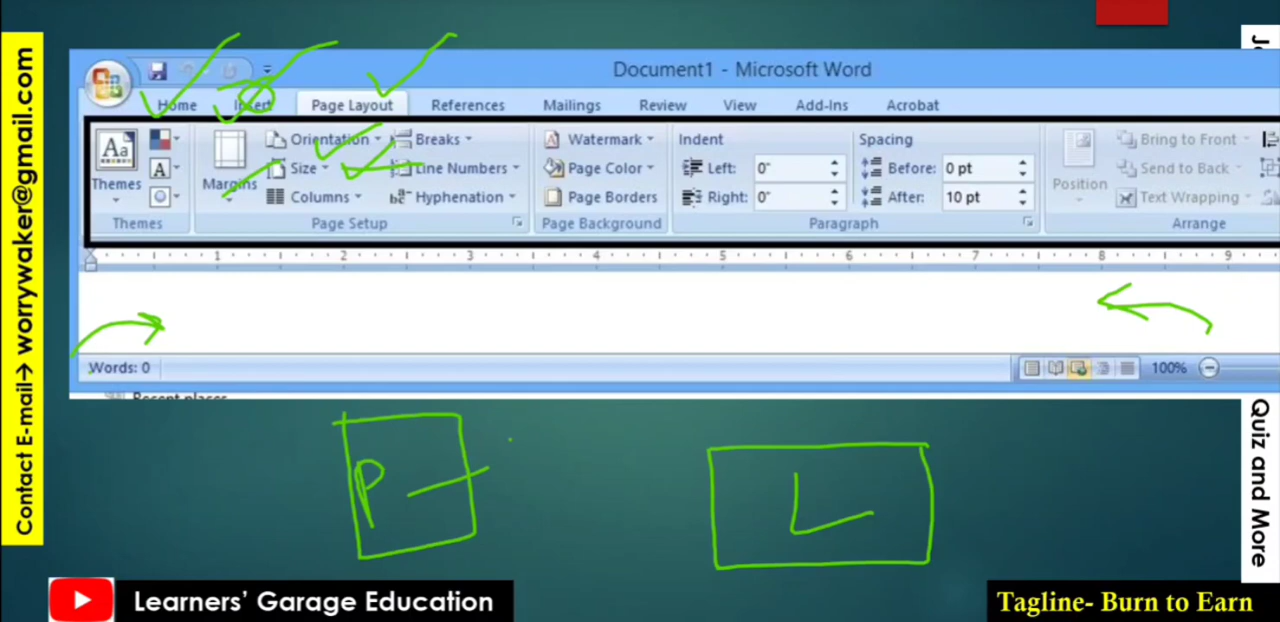 Contact E-mail→ worrywaker@gmail.com
Document1 - Microsoft Word
Home Insert Page Layout References Mailings Review View Add-Ins Acrobat
Aa
Themes
A
Themes
Margins
Orientation
Size
Columns
Breaks
Line Numbers
Hyphenation
Page Setup
A
Watermark
Page Color
Page Borders
Page Background
Indent
Left: 0"
Right: 0"
Spacing
Before: 0 pt
After: 10 pt
Paragraph
Position
Bring to Front
Send to Back
Text Wrapping
Arrange
1 2 3 4 5 6 7 8 9
Words: 0
100%
Recent places
P
L
Quiz and More
Learners' Garage Education
Tagline- Burn to Earn